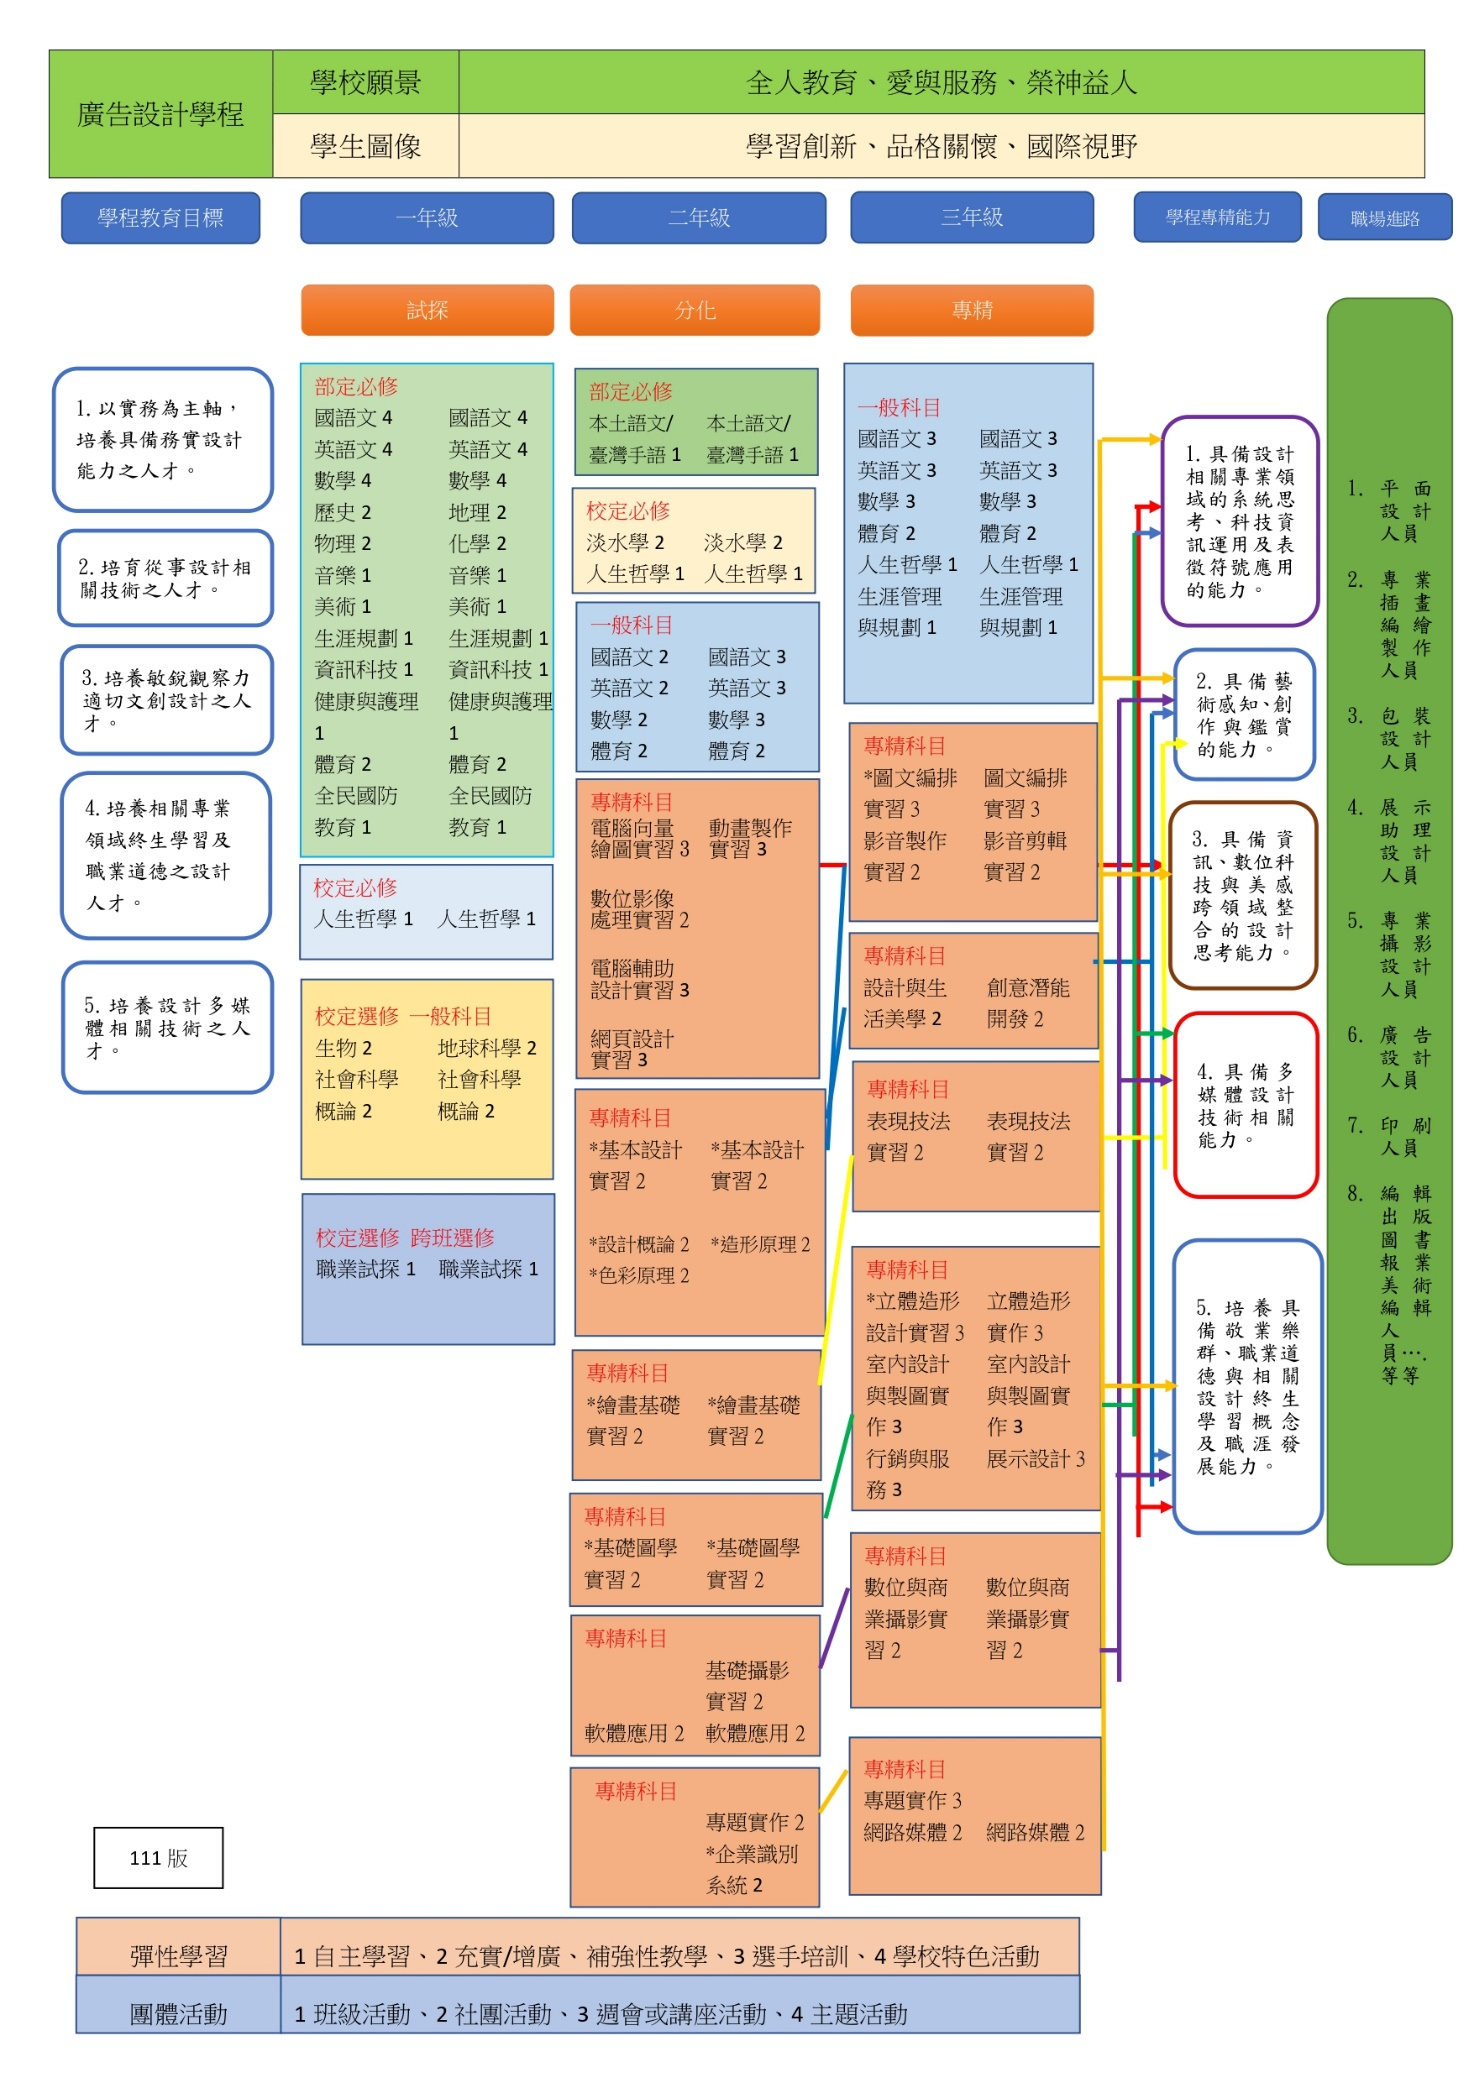 廣告設計學程
學校願景
全人教育、愛與服務、榮神益人
學生圖像
學習創新、品格關懷、國際視野
學程教育目標
一年級
二年級
三年級
學程專精能力
職場進路
試探
分化
專精
1.以實務為主軸，
培養具備務實設計
能力之人才。
2.培育從事設計相
關技術之人才。
3.培養敏銳觀察力
適切文創設計之人
才。
4.培養相關專業
領域終生學習及
職業道德之設計
人才。
5.培養設計多媒
體相關技術之人
才。
部定必修
國語文 4 國語文 4
英語文 4 英語文 4
數學 4 數學 4
歷史 2 地理 2
物理 2 化學 2
音樂 1 音樂 1
美術 1 美術 1
生涯規劃 1 生涯規劃 1
資訊科技 1 資訊科技 1
健康與護理 健康與護理
1 1
體育 2 體育 2
全民國防 全民國防
教育 1 教育 1
校定必修
人生哲學 1 人生哲學 1
校定選修 一般科目
生物 2 地球科學 2
社會科學 社會科學
概論 2 概論 2
校定選修 跨班選修
職業試探 1 職業試探 1
部定必修
本土語文/ 本土語文/
臺灣手語 1 臺灣手語 1
校定必修
淡水學 2 淡水學 2
人生哲學 1 人生哲學 1
一般科目
國語文 2 國語文 3
英語文 2 英語文 3
數學 2 數學 3
體育 2 體育 2
專精科目
電腦向量 動畫製作
繪圖實習 3 實習 3
數位影像
處理實習 2
電腦輔助
設計實習 3
網頁設計
實習 3
專精科目
*基本設計 *基本設計
實習 2 實習 2
*設計概論 2 *造形原理 2
*色彩原理 2
專精科目
*繪畫基礎 *繪畫基礎
實習 2 實習 2
專精科目
*基礎圖學 *基礎圖學
實習 2 實習 2
專精科目
基礎攝影
實習 2
軟體應用 2 軟體應用 2
專精科目
專題實作 2
*企業識別
系統 2
一般科目
國語文 3 國語文 3
英語文 3 英語文 3
數學 3 數學 3
體育 2 體育 2
人生哲學 1 人生哲學 1
生涯管理 生涯管理
與規劃 1 與規劃 1
專精科目
*圖文編排 圖文編排
實習 3 實習 3
影音製作 影音剪輯
實習 2 實習 2
專精科目
設計與生 創意潛能
活美學 2 開發 2
專精科目
表現技法 表現技法
實習 2 實習 2
專精科目
*立體造形 立體造形
設計實習 3 實作 3
室內設計 室內設計
與製圖實 與製圖實
作 3 作 3
行銷與服 展示設計 3
務 3
專精科目
數位與商 數位與商
業攝影實 業攝影實
習 2 習 2
專精科目
專題實作 3
網路媒體 2 網路媒體 2
1.具備設計
相關專業領
域的系統思
考、科技資
訊運用及表
徵符號應用
的能力。
2.具備藝
術感知、創
作與鑑賞
的能力。
3.具備資
訊、數位科
技與美感
跨領域整
合的設計
思考能力。
4.具備多
媒體設計
技術相關
能力。
5.培養具
備敬業樂
群、職業道
德與相關
設計終生
學習概念
及職涯發
展能力。
1. 平面
設計
人員
2. 專業
插畫
編繪
製作
人員
3. 包裝
設計
人員
4. 展示
助理
設計
人員
5. 專業
攝影
設計
人員
6. 廣告
設計
人員
7. 印刷
人員
8. 編輯
出版
圖書
報業
美術
編輯
人
員….
等等
111 版
彈性學習
1 自主學習、2 充實/增廣、補強性教學、3 選手培訓、4 學校特色活動
團體活動
1 班級活動、2 社團活動、3 週會或講座活動、4 主題活動